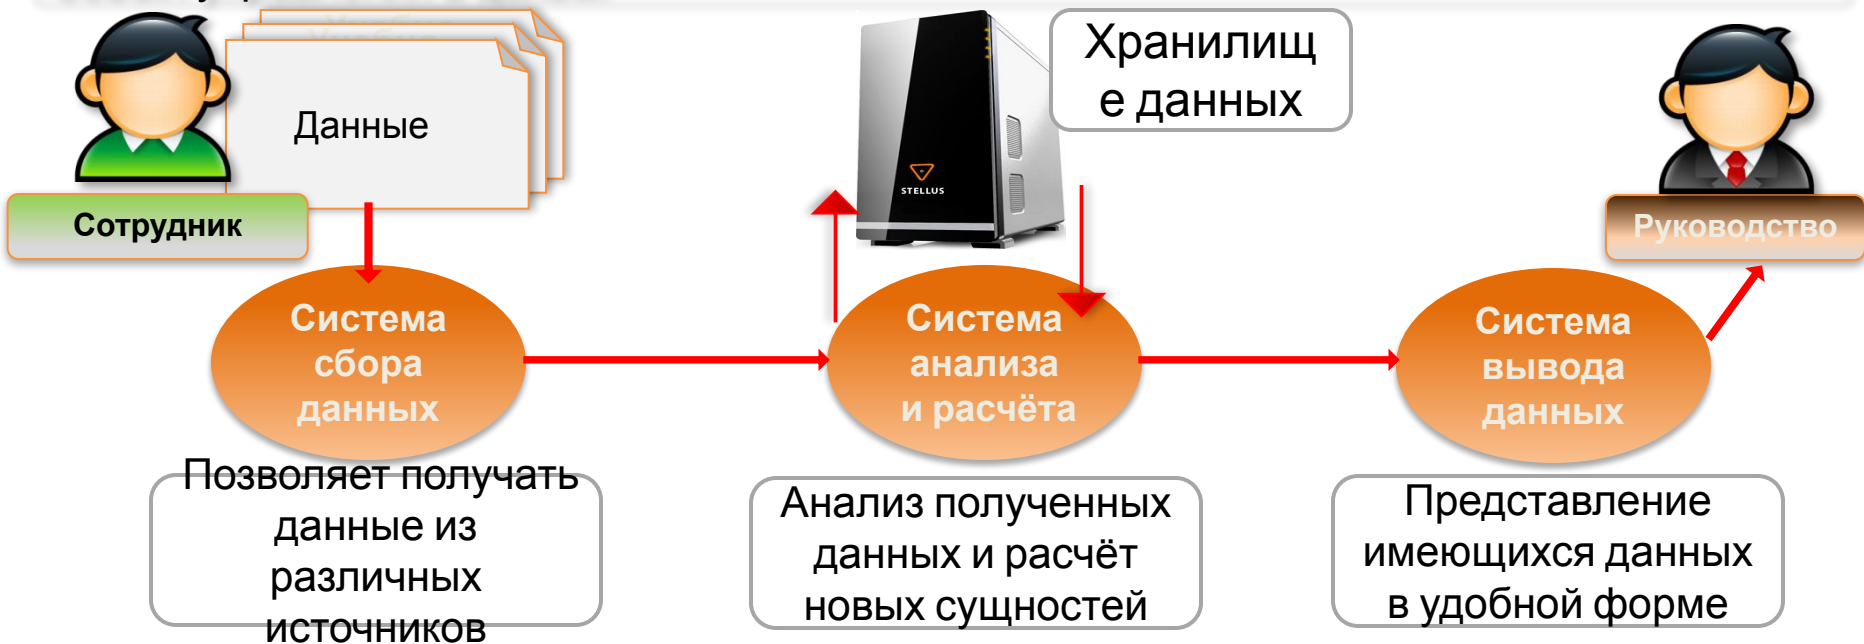 Данные
Хранилищ
е данных
STELLUS
Сотрудник
Руководство
Система
сбора
данных
Система
анализа
и расчёта
Система
вывода
данных
Позволяет получать
данные из
различных
источников
Анализ полученных
данных и расчёт
новых сущностей
Представление
имеющихся данных
в удобной форме